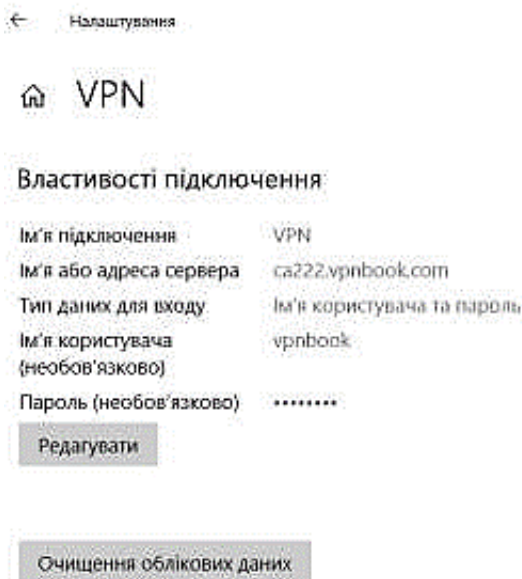 Налаштування
VPN
Властивості підключення
Ім'я підключення VPN
Ім'я або адреса сервера ca222.vpnbook.com
Тип даних для входу Ім'я користувача та пароль
Ім'я користувача vpnbook
(необов'язково)
Пароль (необов'язково) ••••••••
Редагувати
Очищення облікових даних